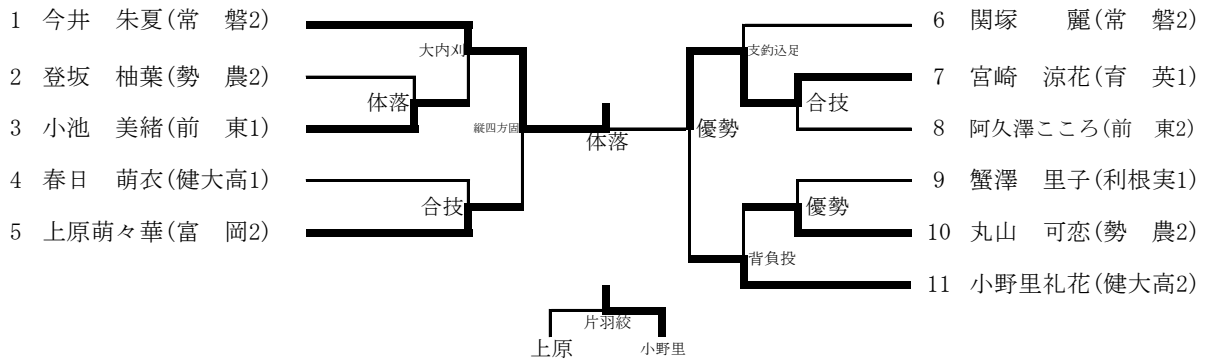 1 今井　朱夏(常　磐2)
大内刈
2 登坂　柚葉(勢　農2)
体落
3 小池　美緒(前　東1)
縦四方固
4 春日　萌衣(健大高1)
合技
5 上原萌々華(富　岡2)
体落
6 関塚　　麗(常　磐2)
支釣込足
7 宮崎　涼花(育　英1)
合技
8 阿久澤こころ(前　東2)
優勢
9 蟹澤　里子(利根実1)
優勢
10 丸山　可恋(勢　農2)
背負投
11 小野里礼花(健大高2)
片羽絞
上原　小野里